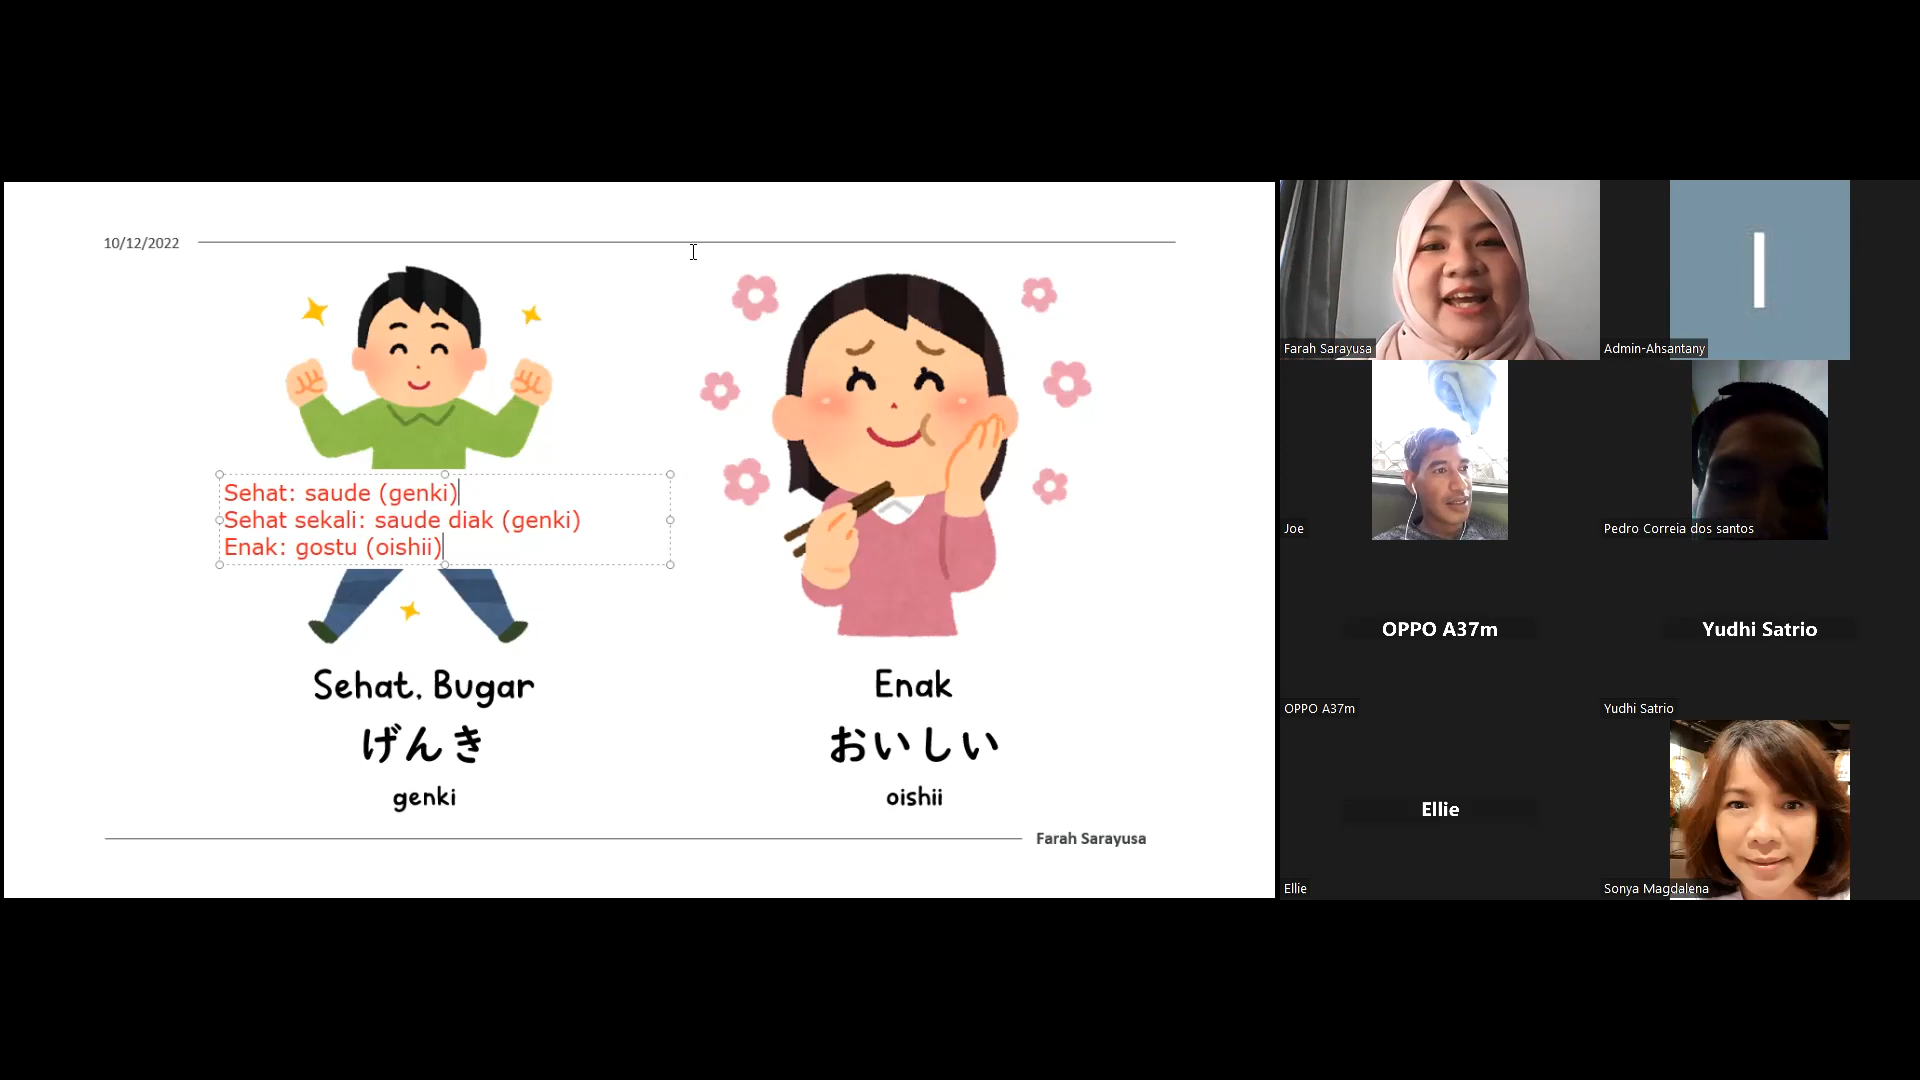 10/12/2022
Sehat: saude (genki)
Sehat sekali: saude diak (genki)
Enak: gostu (oishii)
Sehat, Bugar
げんき
genki
Enak
おいしい
oishii
Farah Sarayusa
I
Farah Sarayusa
Admin-Ahsantany
Joe
Pedro Correia dos santos
OPPO A37m
Yudhi Satrio
OPPO A37m
Yudhi Satrio
Ellie
Ellie
Sonya Magdalena